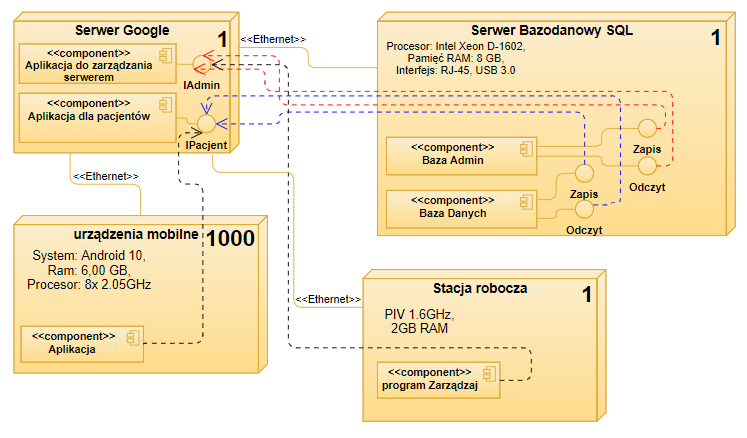 Serwer Google
1
<<component>>
Aplikacja do zarządzania
serwerem
IAdmin
<<component>>
Aplikacja dla pacjentów
IPacjent
<<Ethernet>>
Serwer Bazodanowy SQL
1
Procesor: Intel Xeon D-1602,
Pamięć RAM: 8 GB,
Interfejs: RJ-45, USB 3.0
<<component>>
Baza Admin
Zapis
Odczyt
<<component>>
Baza Danych
Zapis
Odczyt
<<Ethernet>>
urządzenia mobilne
1000
System: Android 10,
Ram: 6,00 GB,
Procesor: 8x 2.05GHz
<<component>>
Aplikacja
<<Ethernet>>
Stacja robocza
1
PIV 1.6GHz,
2GB RAM
<<component>>
program Zarządzaj